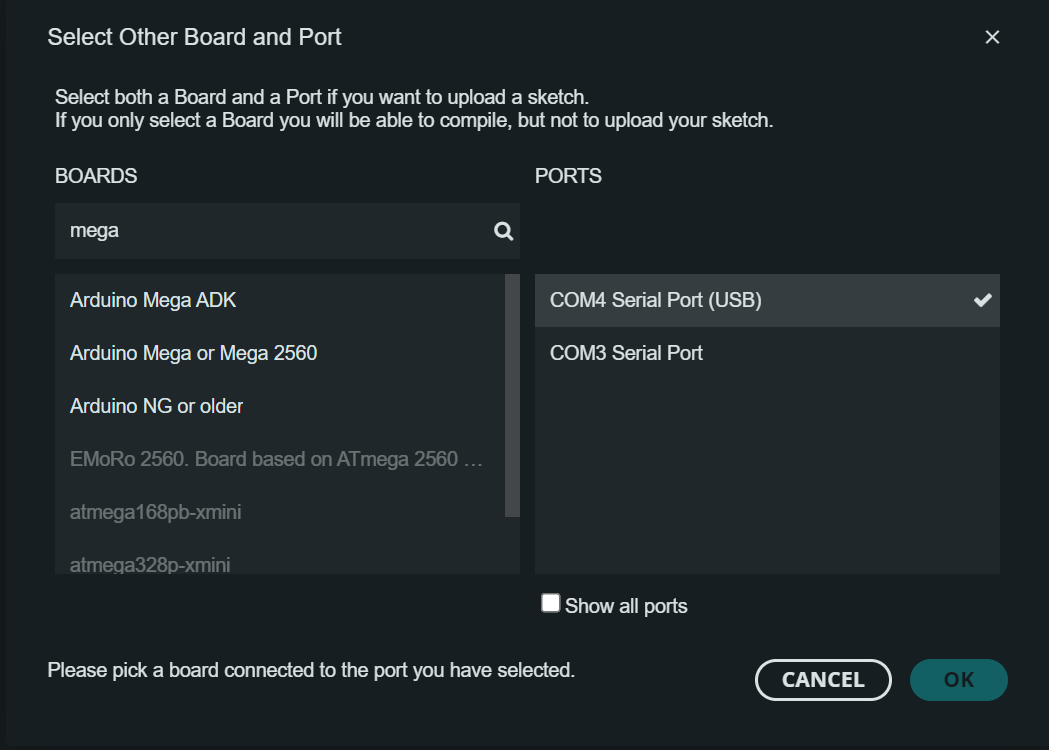 Select Other Board and Port
Select both a Board and a Port if you want to upload a sketch.
If you only select a Board you will be able to compile, but not to upload your sketch.
BOARDS
mega
Arduino Mega ADK
Arduino Mega or Mega 2560
Arduino NG or older
EMoRo 2560. Board based on ATmega 2560 …
atmega168pb-xmini
atmega328p-xmini
PORTS
COM4 Serial Port (USB)
COM3 Serial Port
Show all ports
Please pick a board connected to the port you have selected.
CANCEL
OK